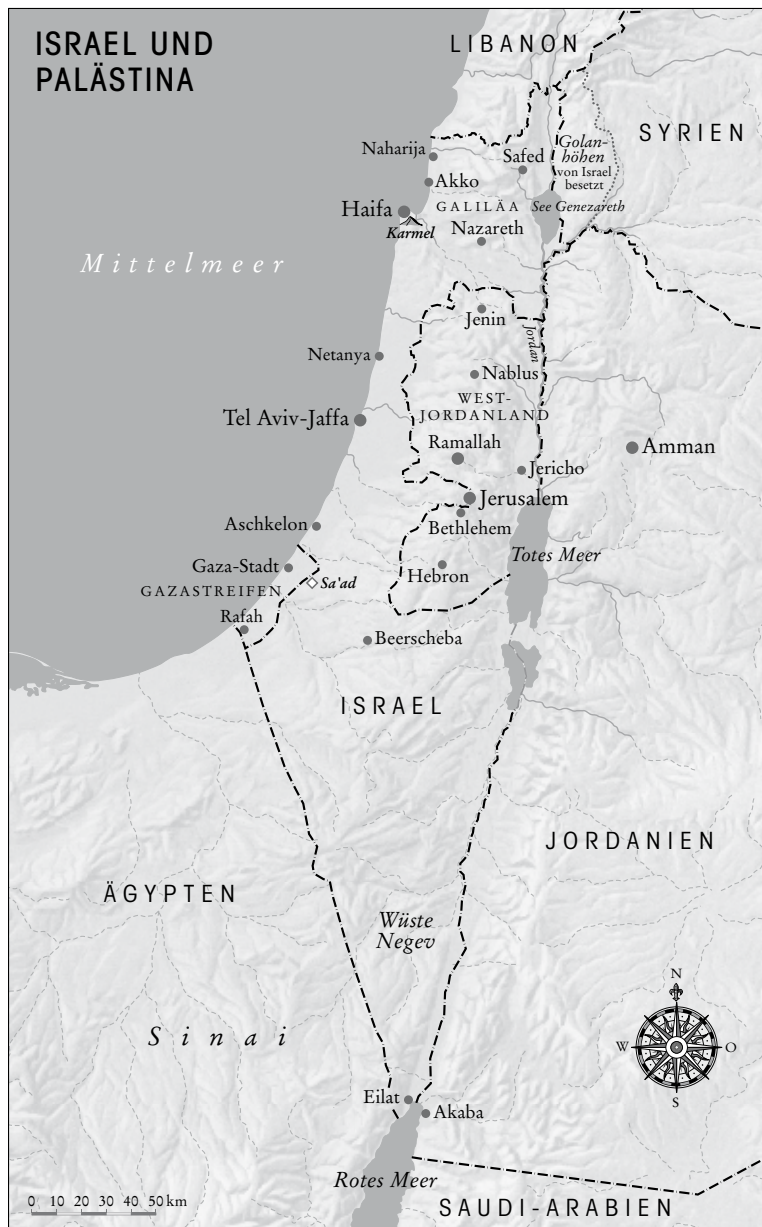 ISRAEL UND
PALÄSTINA
LIBANON
SYRIEN
Golan-
höhen
von Israel
besetzt
Naharija
Safed
Akko
Haifa
GALILÄA
See Genezareth
Karmel
Nazareth
Mittelmeer
Jenin
Jordan
Netanya
Nablus
WEST-
JORDANLAND
Tel Aviv-Jaffa
Ramallah
Amman
Jericho
Jerusalem
Aschkelon
Bethlehem
Totes Meer
Gaza-Stadt
Hebron
Sa'ad
GAZASTREIFEN
Rafah
Beerscheba
ISRAEL
JORDANIEN
ÄGYPTEN
Wüste
Negev
Sinai
N
W
O
S
Eilat
Akaba
Rotes Meer
0 10 20 30 40 50 km
SAUDI-ARABIEN